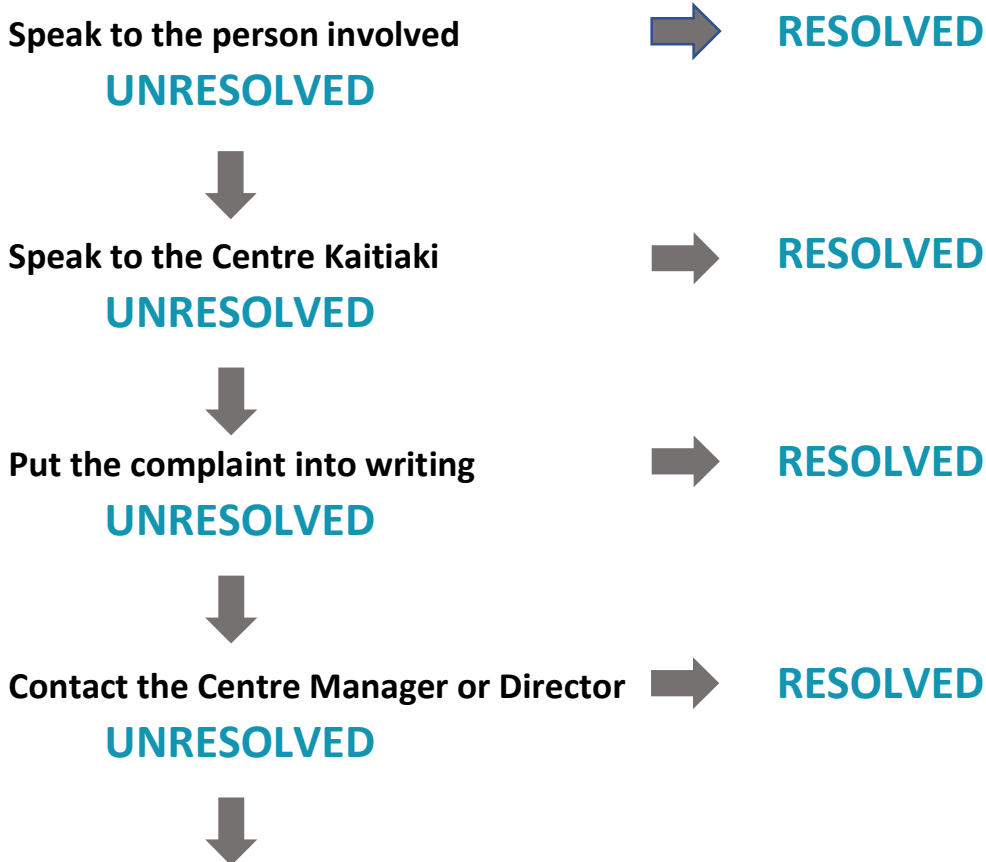 Speak to the person involved RESOLVED
UNRESOLVED
Speak to the Centre Kaitiaki RESOLVED
UNRESOLVED
Put the complaint into writing RESOLVED
UNRESOLVED
Contact the Centre Manager or Director RESOLVED
UNRESOLVED